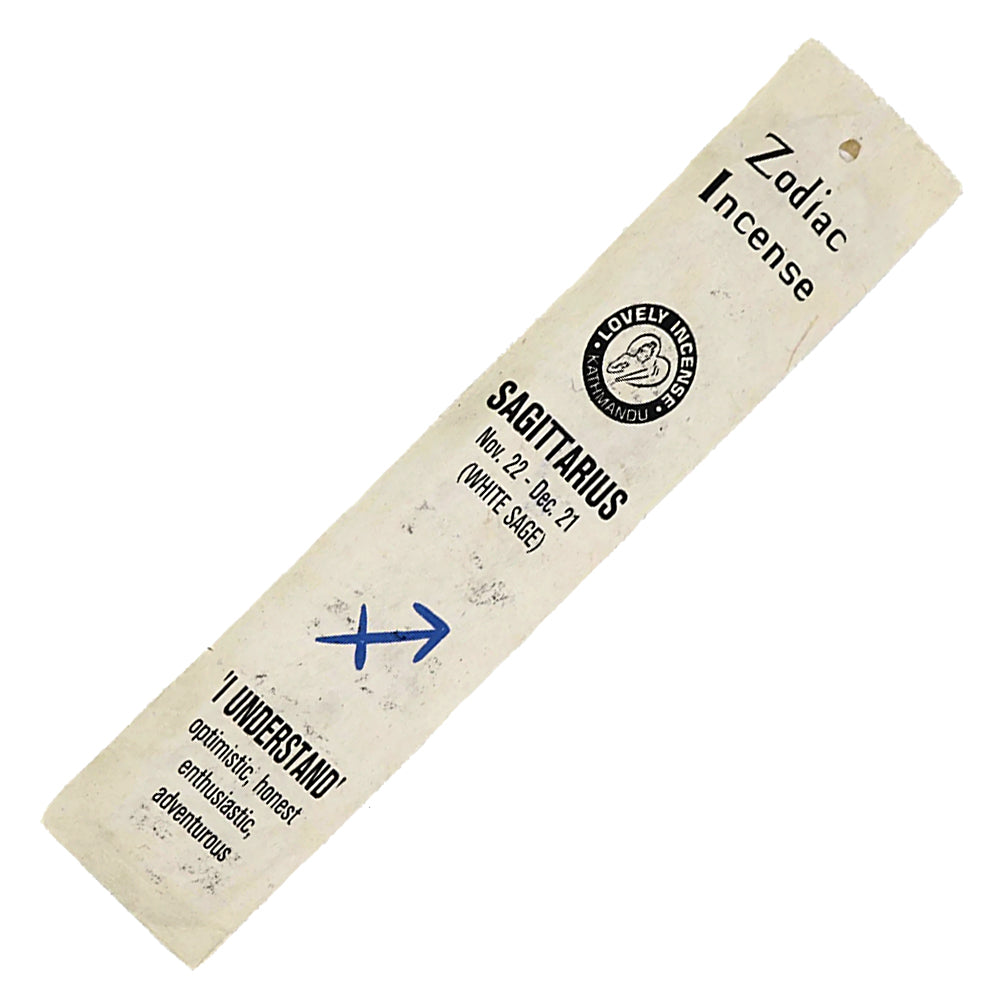 Zodiac
Incense
• LOVELY INCENSE •
KATHMANDU
SAGITTARIUS
Nov. 22 - Dec. 21
(WHITE SAGE)
'I UNDERSTAND'
optimistic, honest
enthusiastic,
adventurous